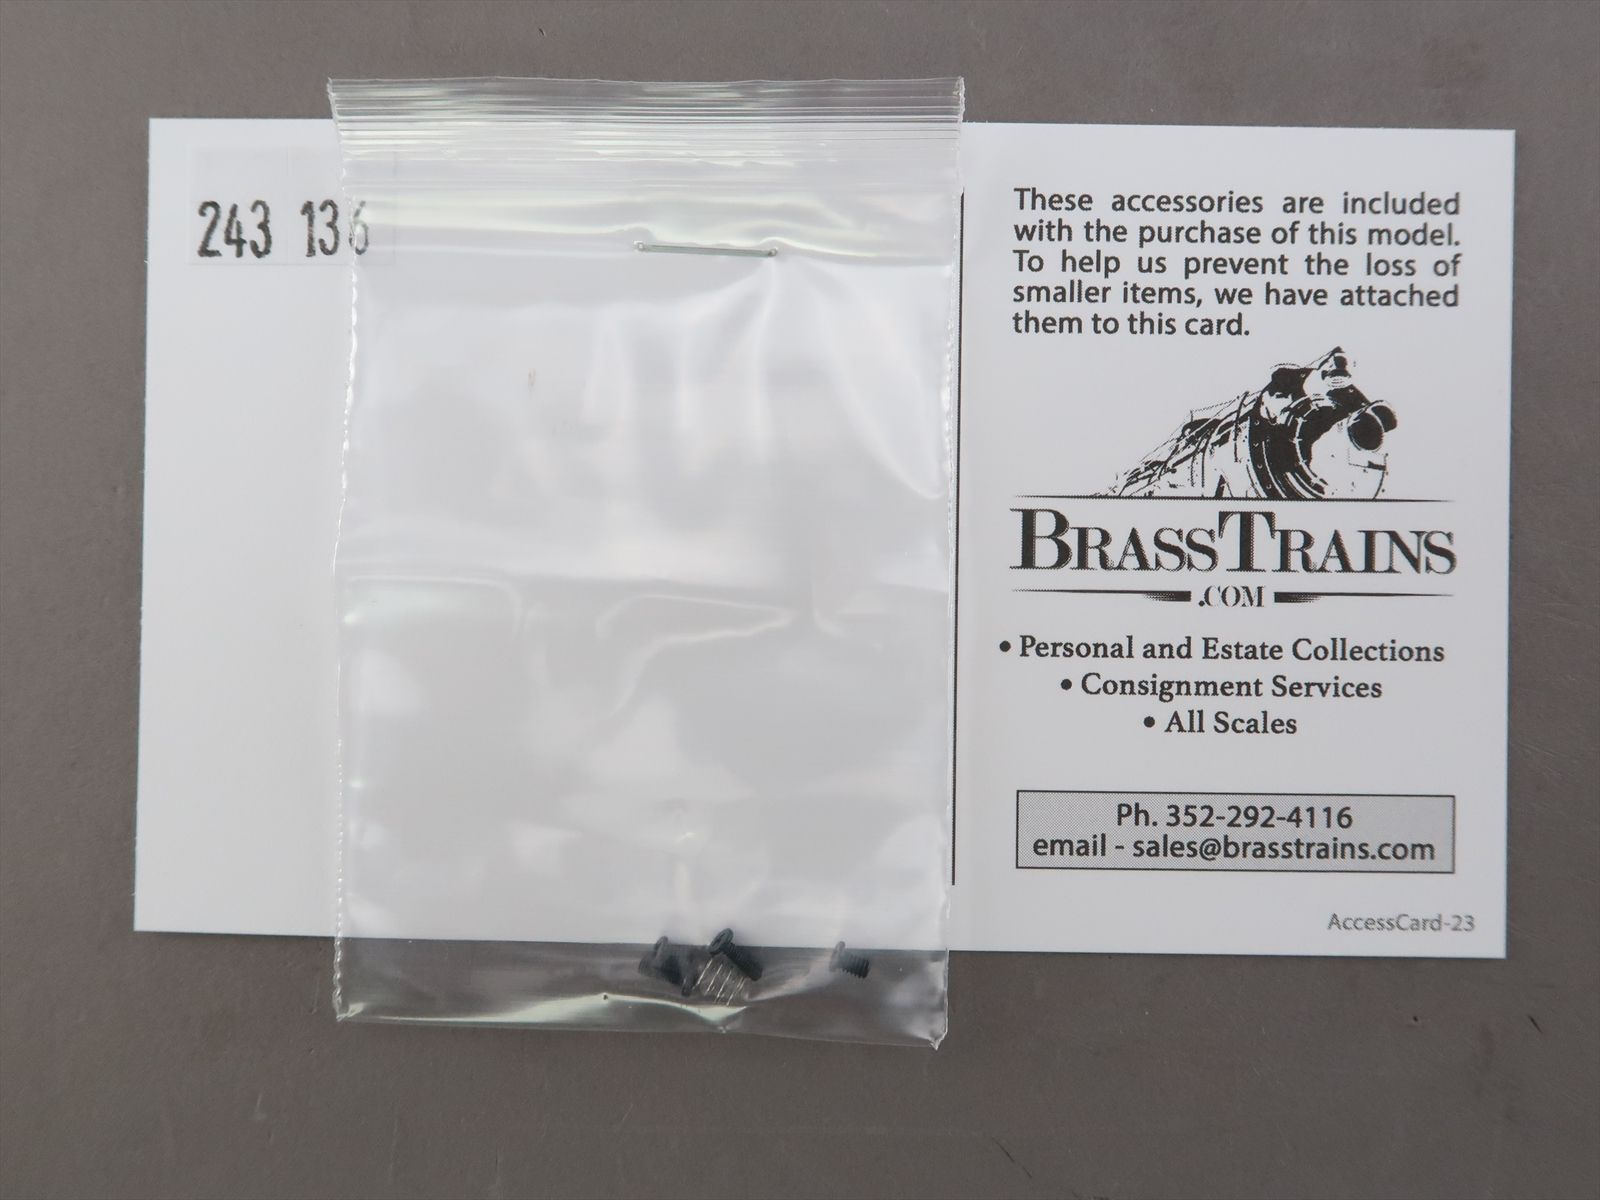 243 136
These accessories are included
with the purchase of this model.
To help us prevent the loss of
smaller items, we have attached
them to this card.
BRASSTRAINS
.COM
• Personal and Estate Collections
• Consignment Services
• All Scales
Ph. 352-292-4116
email - sales@brasstrains.com
AccessCard-23